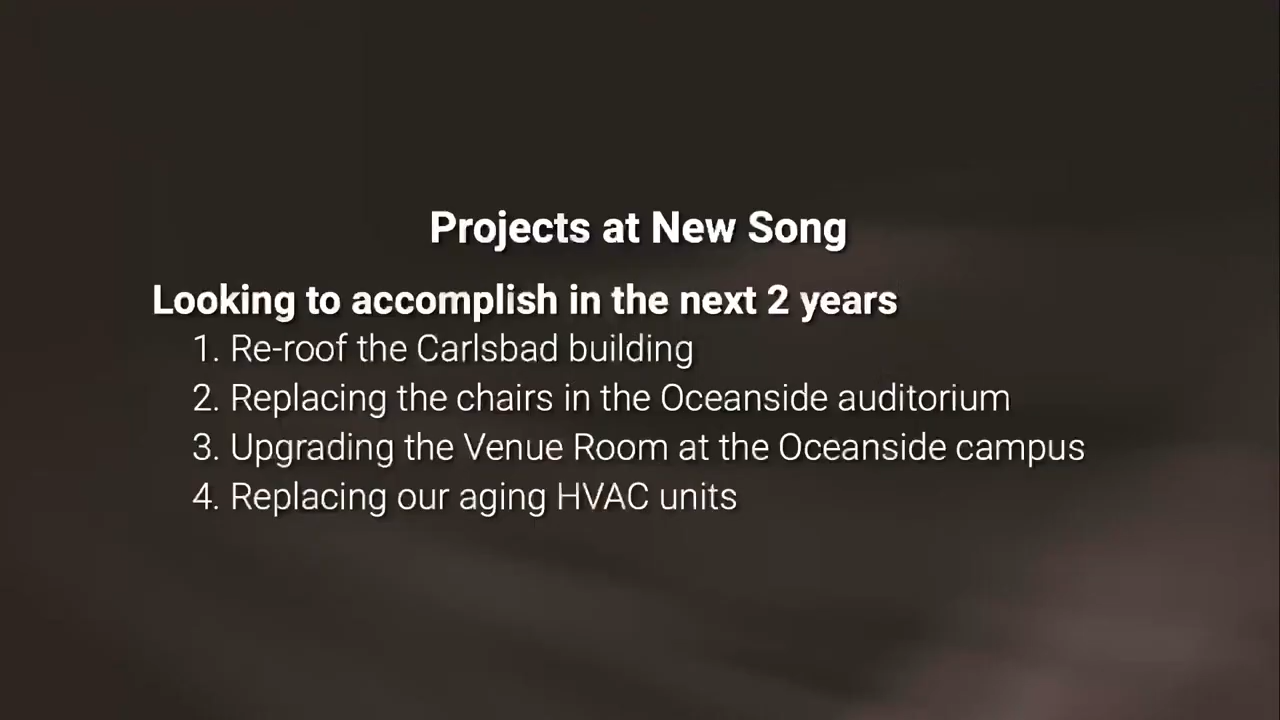 Projects at New Song
Looking to accomplish in the next 2 years
1. Re-roof the Carlsbad building
2. Replacing the chairs in the Oceanside auditorium
3. Upgrading the Venue Room at the Oceanside campus
4. Replacing our aging HVAC units